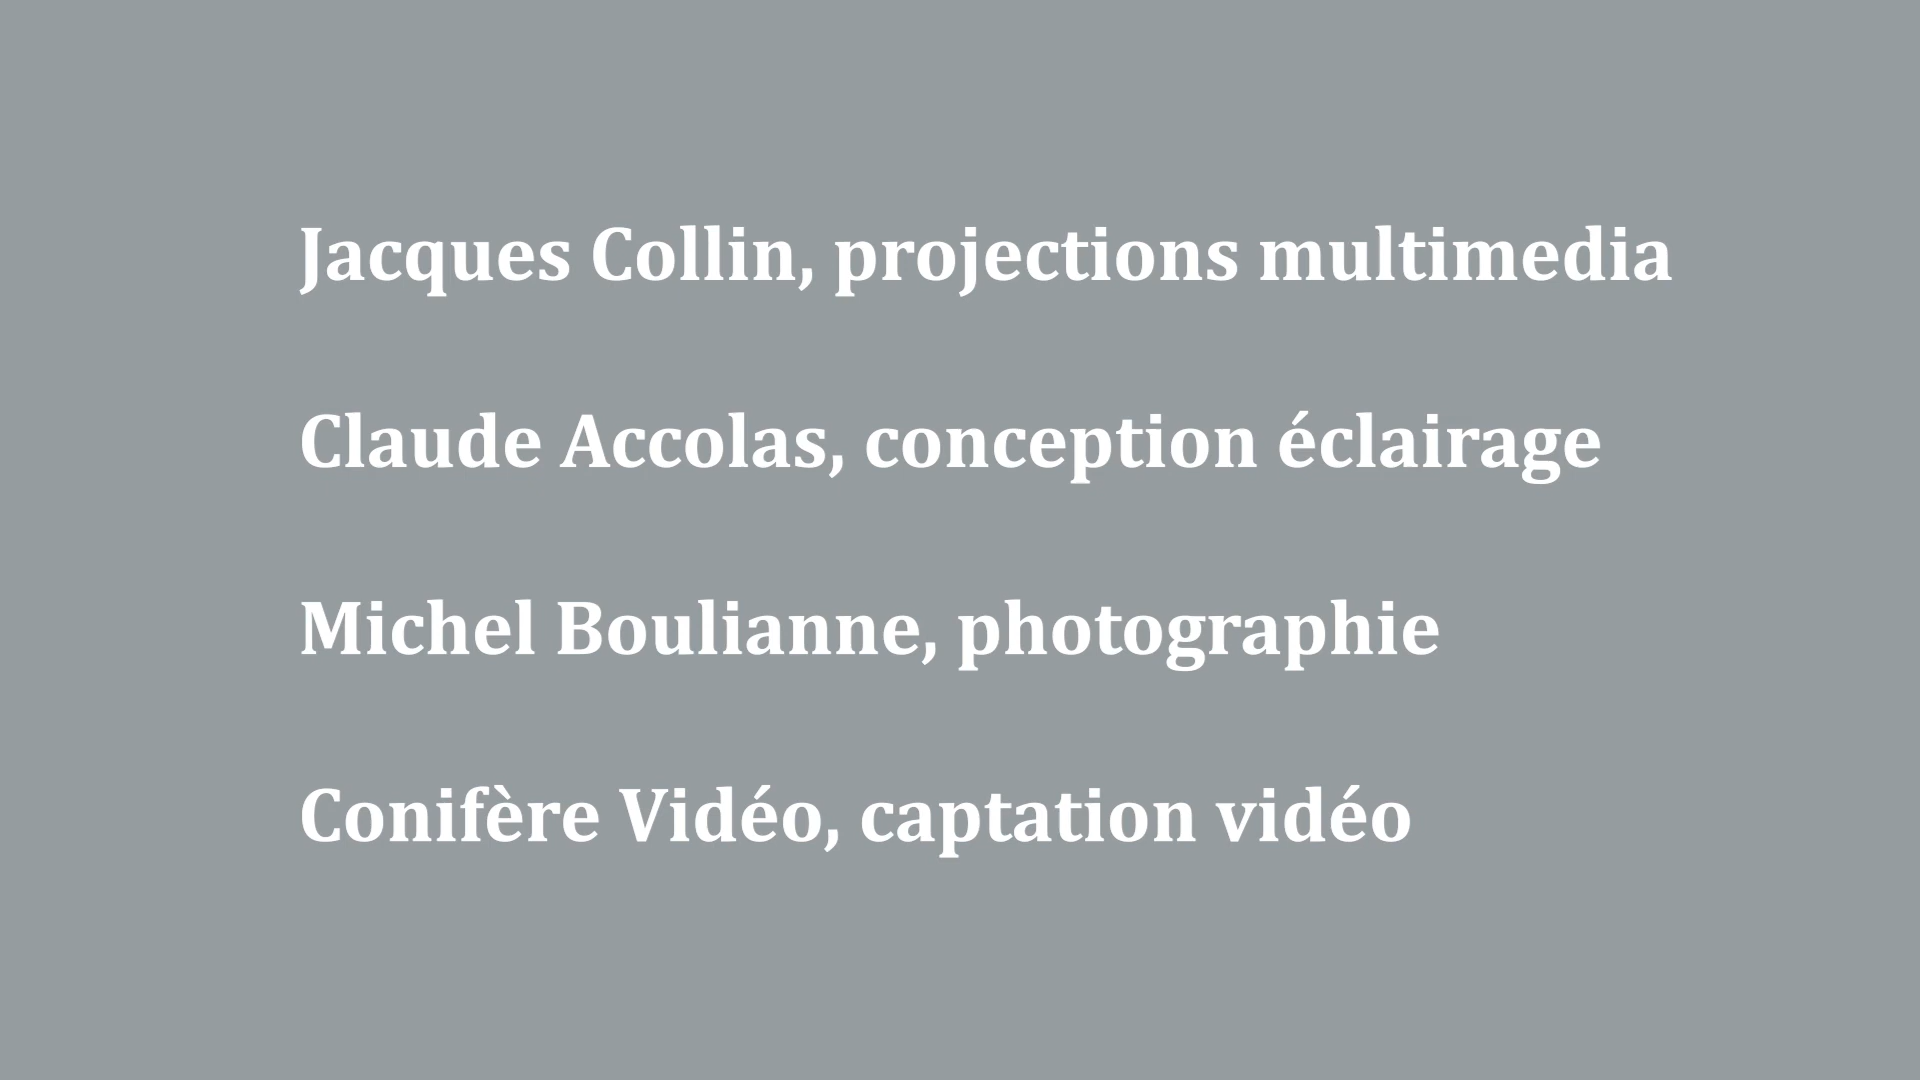 Jacques Collin, projections multimedia
Claude Accolas, conception éclairage
Michel Boulianne, photographie
Conifère Vidéo, captation vidéo